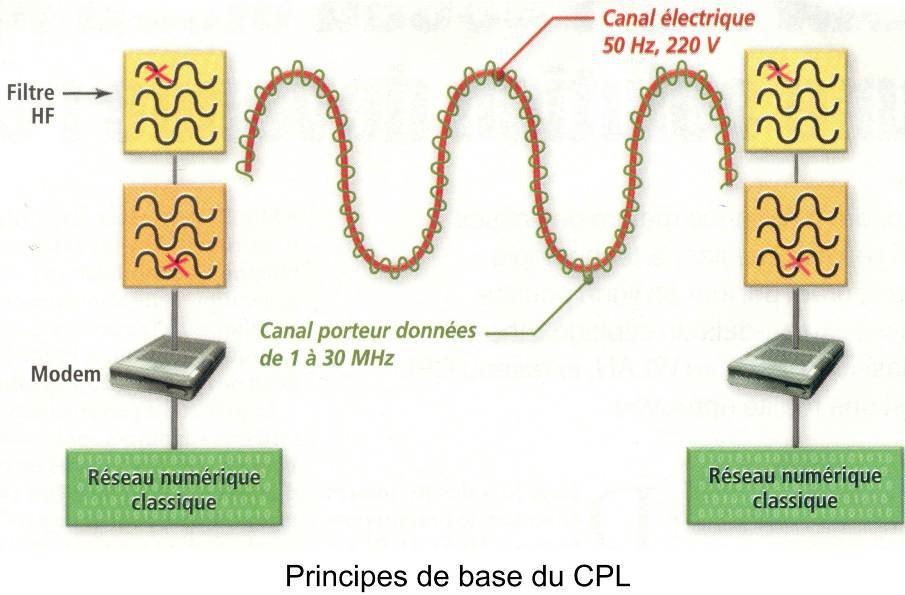 Canal électrique
50 Hz, 220 V
Filtre
HF
Canal porteur données
de 1 à 30 MHz
Modem
Réseau numérique
classique
Réseau numérique
classique
Principes de base du CPL